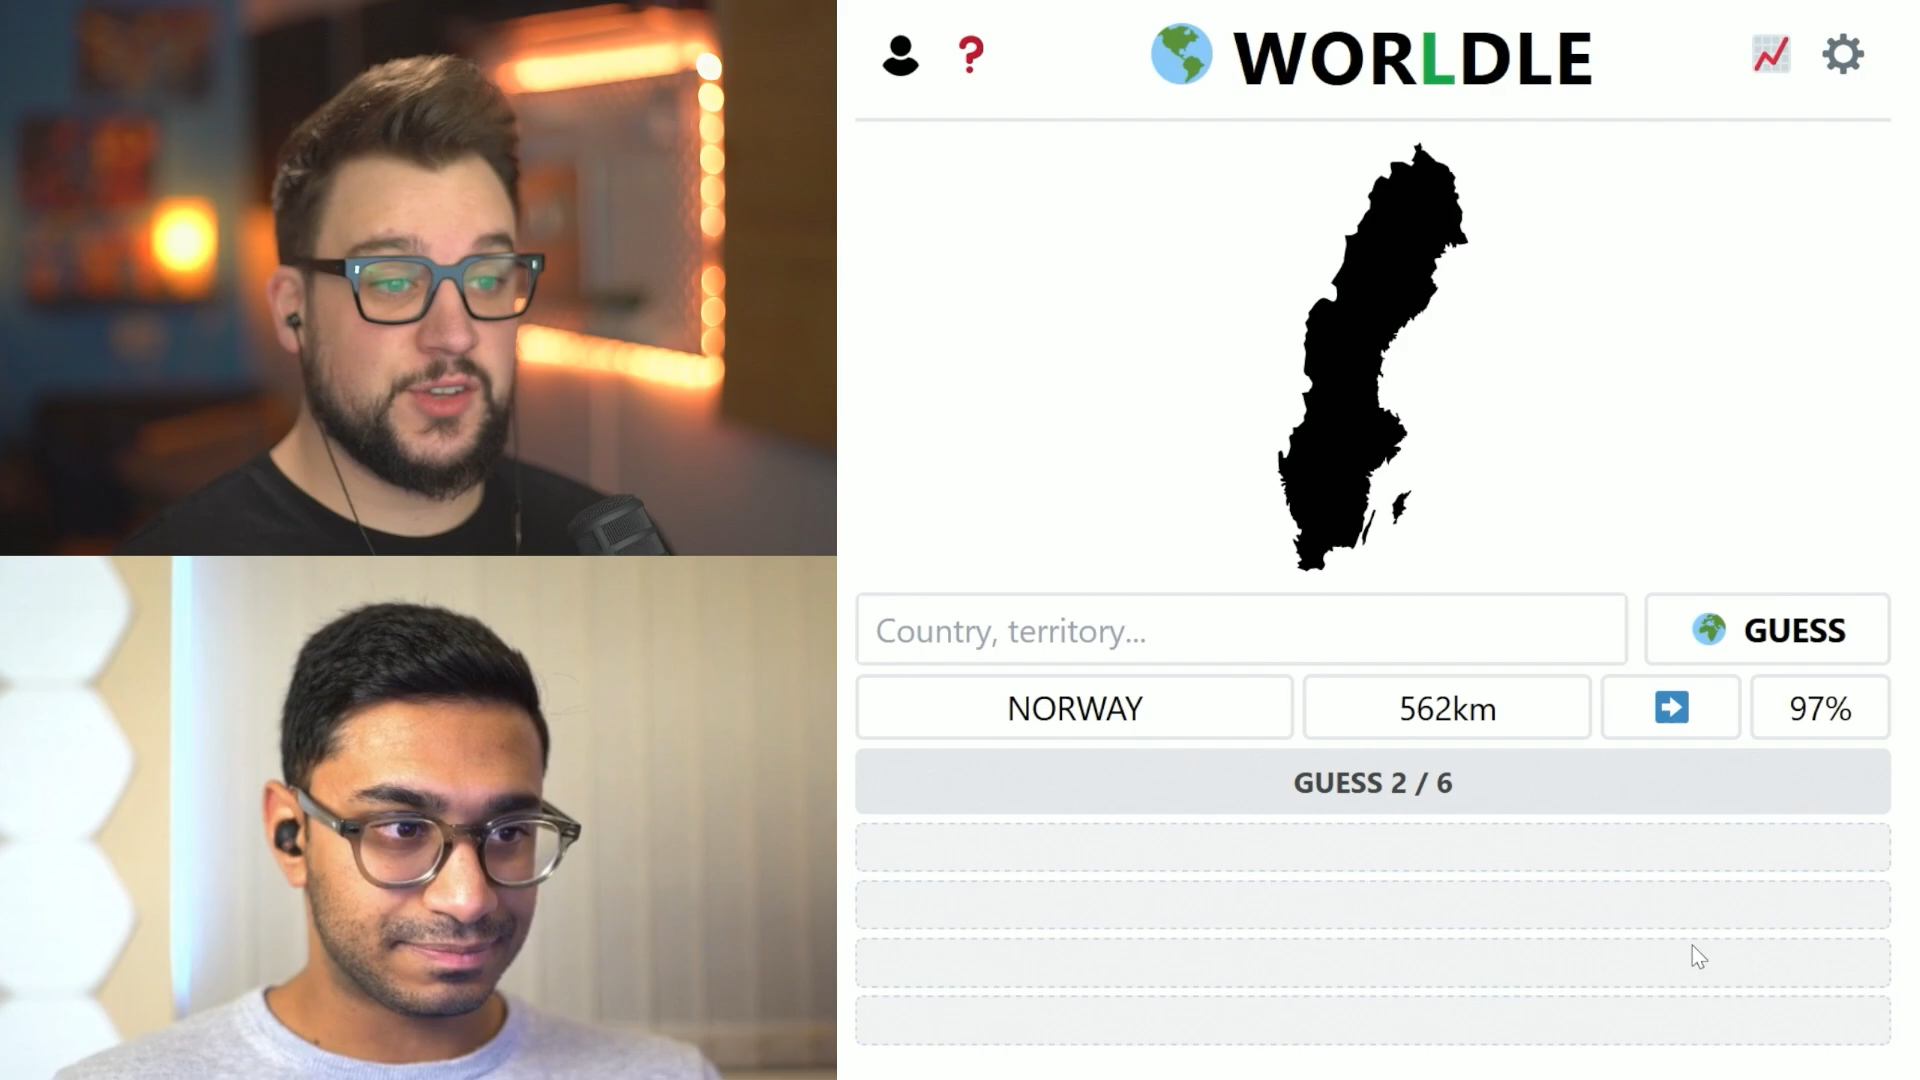 WORLDLE
Country, territory...
GUESS
NORWAY 562km 97%
GUESS 2 / 6